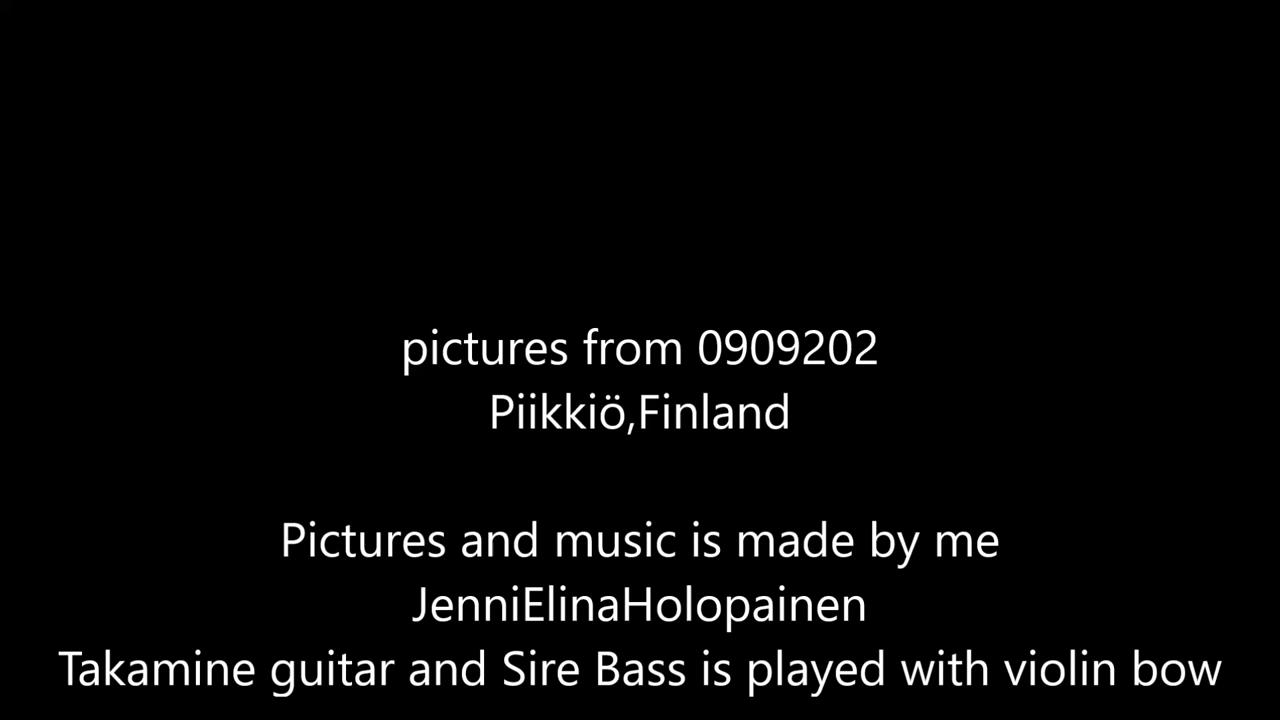 pictures from 0909202
Piikkiö,Finland
Pictures and music is made by me
JenniElinaHolopainen
Takamine guitar and Sire Bass is played with violin bow